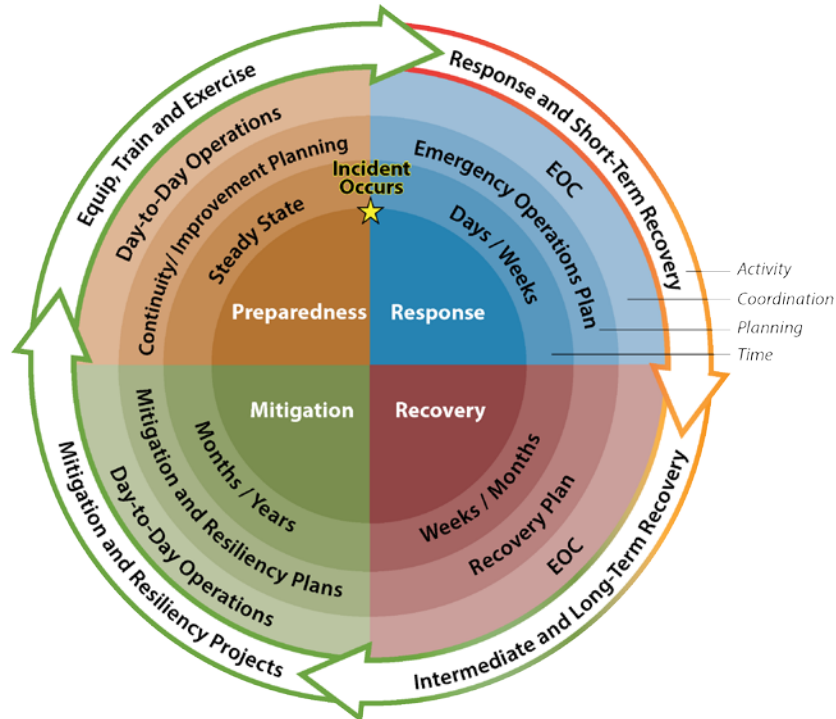 Equip, Train and Exercise
Day-to-Day Operations
Continuity/ Improvement Planning
Steady State
Preparedness
Incident
Occurs
Response and Short-Term Recovery
EOC
Emergency Operations Plan
Days / Weeks
Response
Activity
Coordination
Planning
Time
Mitigation
Months / Years
Mitigation and Resiliency Plans
Day-to-Day Operations
Mitigation and Resiliency Projects
Recovery
Weeks / Months
Recovery Plan
EOC
Intermediate and Long-Term Recovery